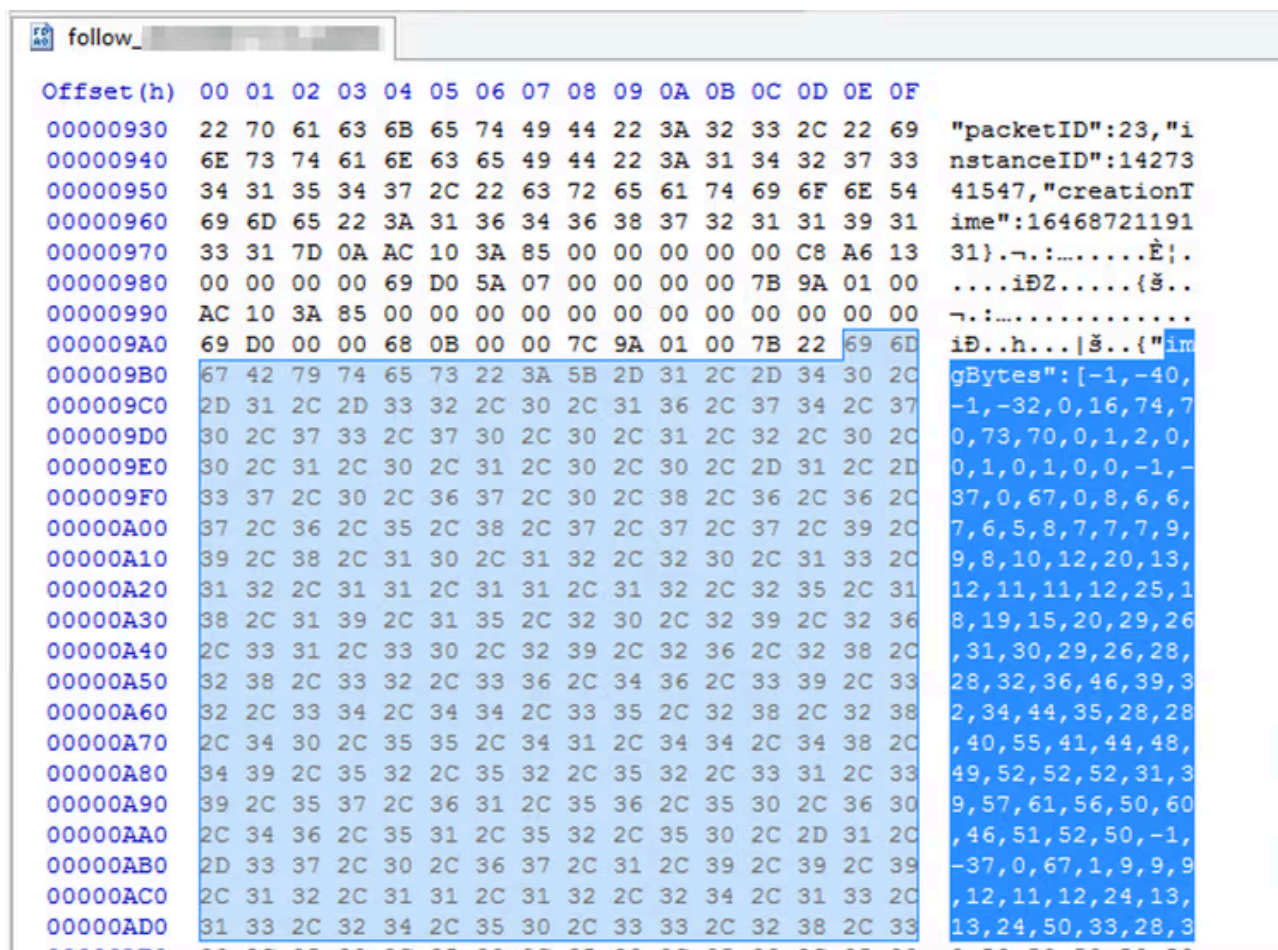 follow_
Offset(h) 00 01 02 03 04 05 06 07 08 09 0A 0B 0C 0D 0E 0F
00000930 22 70 61 63 6B 65 74 49 44 22 3A 32 33 2C 22 69 "packetID":23,"i
00000940 6E 73 74 61 6E 63 65 49 44 22 3A 31 34 32 37 33 nstanceID":14273
00000950 34 31 35 34 37 2C 22 63 72 65 61 74 69 6F 6E 54 41547,"creationT
00000960 69 6D 65 22 3A 31 36 34 36 38 37 32 31 31 39 31 ime":16468721191
00000970 33 31 7D 0A AC 10 3A 85 00 00 00 00 00 C8 A6 13 31}.¬.:…......È¦.
00000980 00 00 00 00 69 D0 5A 07 00 00 00 00 7B 9A 01 00 ....iÐZ.....{š..
00000990 AC 10 3A 85 00 00 00 00 00 00 00 00 00 00 00 00 ¬.:…............
000009A0 69 D0 00 00 68 0B 00 00 7C 9A 01 00 7B 22 69 6D iÐ..h...|š..{"im
000009B0 67 42 79 74 65 73 22 3A 5B 2D 31 2C 2D 34 30 2C gBytes":[-1,-40,
000009C0 2D 31 2C 2D 33 32 2C 30 2C 31 36 2C 37 34 2C 37 -1,-32,0,16,74,7
000009D0 30 2C 37 33 2C 37 30 2C 30 2C 31 2C 32 2C 30 2C 0,73,70,0,1,2,0,
000009E0 30 2C 31 2C 30 2C 31 2C 30 2C 30 2C 2D 31 2C 2D 0,1,0,1,0,0,-1,-
000009F0 33 37 2C 30 2C 36 37 2C 30 2C 38 2C 36 2C 36 2C 37,0,67,0,8,6,6,
00000A00 37 2C 36 2C 35 2C 38 2C 37 2C 37 2C 37 2C 39 2C 7,6,5,8,7,7,7,9,
00000A10 39 2C 38 2C 31 30 2C 31 32 2C 32 30 2C 31 33 2C 9,8,10,12,20,13,
00000A20 31 32 2C 31 31 2C 31 31 2C 31 32 2C 32 35 2C 31 12,11,11,12,25,1
00000A30 38 2C 31 39 2C 31 35 2C 32 30 2C 32 39 2C 32 36 8,19,15,20,29,26
00000A40 2C 33 31 2C 33 30 2C 32 39 2C 32 36 2C 32 38 2C ,31,30,29,26,28,
00000A50 32 38 2C 33 32 2C 33 36 2C 34 36 2C 33 39 2C 33 28,32,36,46,39,3
00000A60 32 2C 33 34 2C 34 34 2C 33 35 2C 32 38 2C 32 38 2,34,44,35,28,28
00000A70 2C 34 30 2C 35 35 2C 34 31 2C 34 34 2C 34 38 2C ,40,55,41,44,48,
00000A80 34 39 2C 35 32 2C 35 32 2C 35 32 2C 33 31 2C 33 49,52,52,52,31,3
00000A90 39 2C 35 37 2C 36 31 2C 35 36 2C 35 30 2C 36 30 9,57,61,56,50,60
00000AA0 2C 34 36 2C 35 31 2C 35 32 2C 35 30 2C 2D 31 2C ,46,51,52,50,-1,
00000AB0 2D 33 37 2C 30 2C 36 37 2C 31 2C 39 2C 39 2C 39 -37,0,67,1,9,9,9
00000AC0 2C 31 32 2C 31 31 2C 31 32 2C 32 34 2C 31 33 2C ,12,11,12,24,13,
00000AD0 31 33 2C 32 34 2C 35 30 2C 33 33 2C 32 38 2C 33 13,24,50,33,28,3